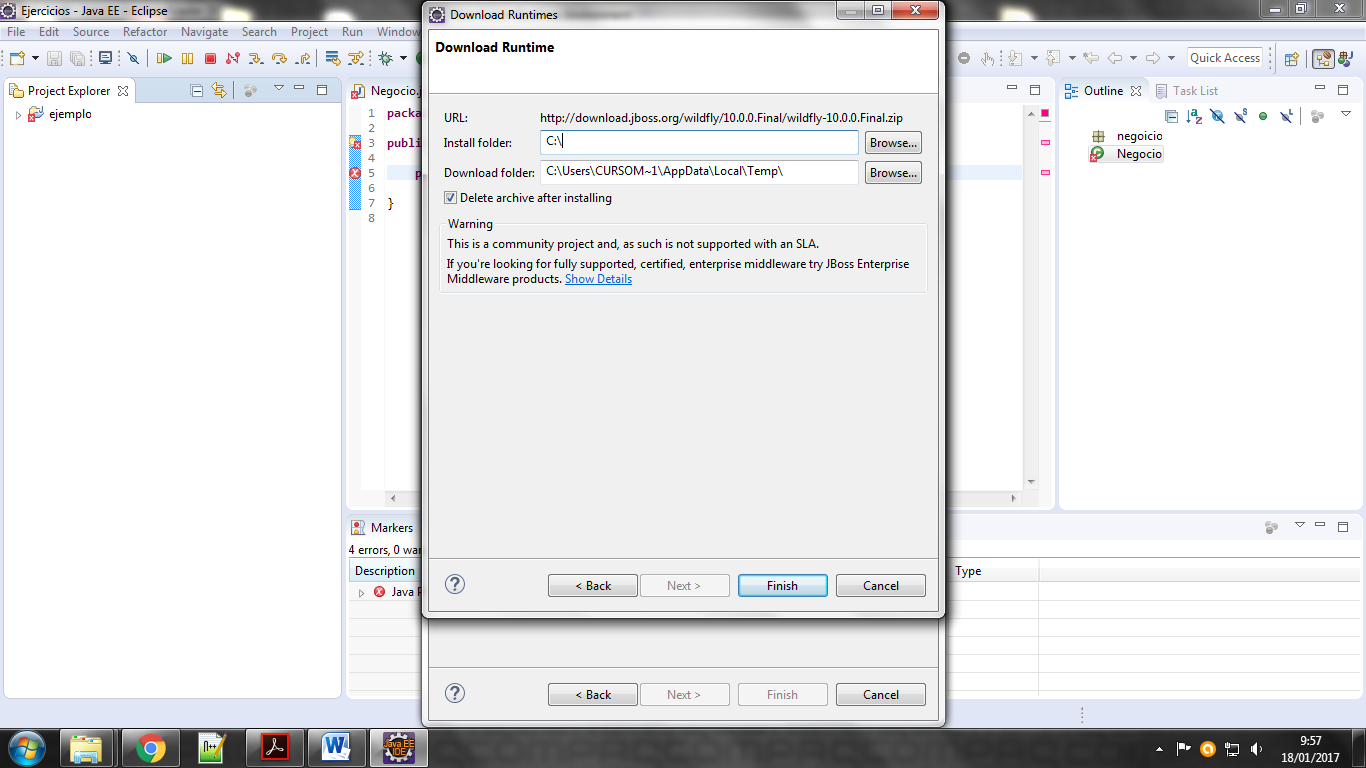 Ejercicios - Java EE - Eclipse
File Edit Source Refactor Navigate Search Project Run Window
Quick Access
Project Explorer
ejemplo
Negocio.j
1 packa
2
3 publi
4
5 p
6
7 }
8
Download Runtimes
Download Runtime
URL: http://download.jboss.org/wildfly/10.0.0.Final/wildfly-10.0.0.Final.zip
Install folder: C:\
Browse...
Download folder: C:\Users\CURSOM~1\AppData\Local\Temp\
Browse...
Delete archive after installing
Warning
This is a community project and, as such is not supported with an SLA.
If you're looking for fully supported, certified, enterprise middleware try JBoss Enterprise
Middleware products. Show Details
? < Back Next > Finish Cancel
? < Back Next > Finish Cancel
Outline Task List
negoicio
Negocio
Markers
4 errors, 0 war
Description Type
Java P
N++
Java EE
IDE
9:57
18/01/2017